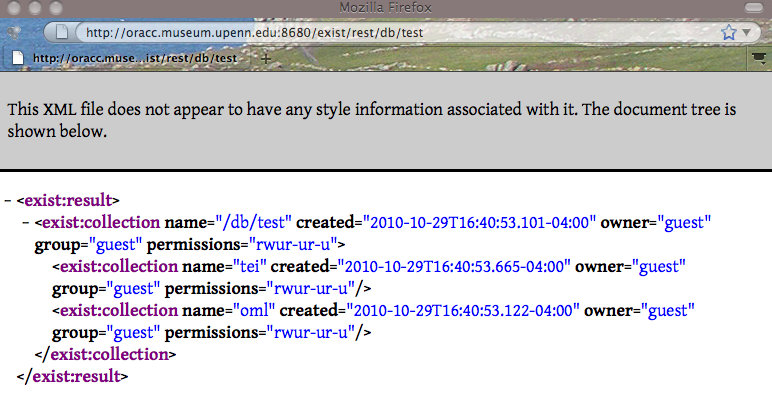 Mozilla Firefox
http://oracc.museum.upenn.edu:8680/exist/rest/db/test
http://oracc.muse...ist/rest/db/test
+
This XML file does not appear to have any style information associated with it. The document tree is
shown below.
- <exist:result>
- <exist:collection name="/db/test" created="2010-10-29T16:40:53.101-04:00" owner="guest"
group="guest" permissions="rwur-ur-u">
<exist:collection name="tei" created="2010-10-29T16:40:53.665-04:00" owner="guest"
group="guest" permissions="rwur-ur-u"/>
<exist:collection name="oml" created="2010-10-29T16:40:53.122-04:00" owner="guest"
group="guest" permissions="rwur-ur-u"/>
</exist:collection>
</exist:result>